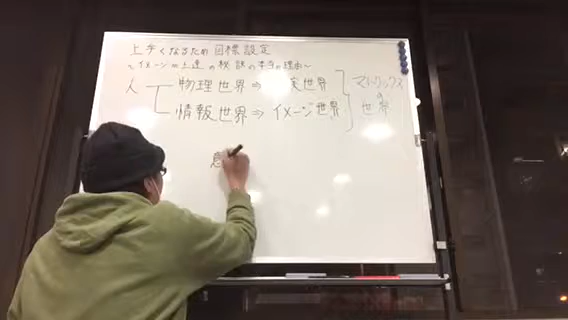 上手くなるため目標設定
〜イメージが上達の秘訣の本当の理由〜
人 物理世界⇒実世界
情報世界⇒イメージ世界
マトリックスの世界